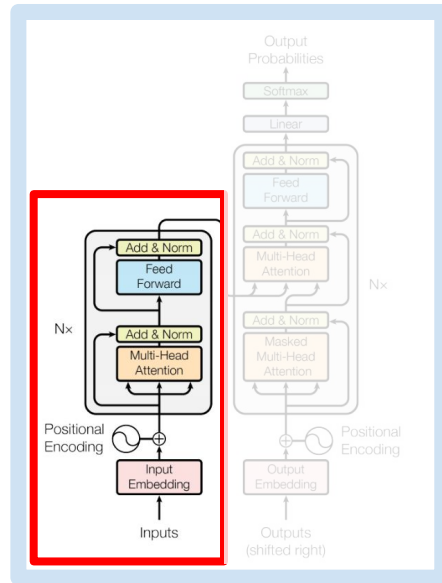 Output
Probabilities
Softmax
Linear
Add & Norm
Feed
Forward
Add & Norm
Multi-Head
Attention
Nx
Add & Norm
Masked
Multi-Head
Attention
Positional
Encoding
Output
Embedding
Outputs
(shifted right)
Add & Norm
Feed
Forward
Nx
Add & Norm
Multi-Head
Attention
Positional
Encoding
Input
Embedding
Inputs